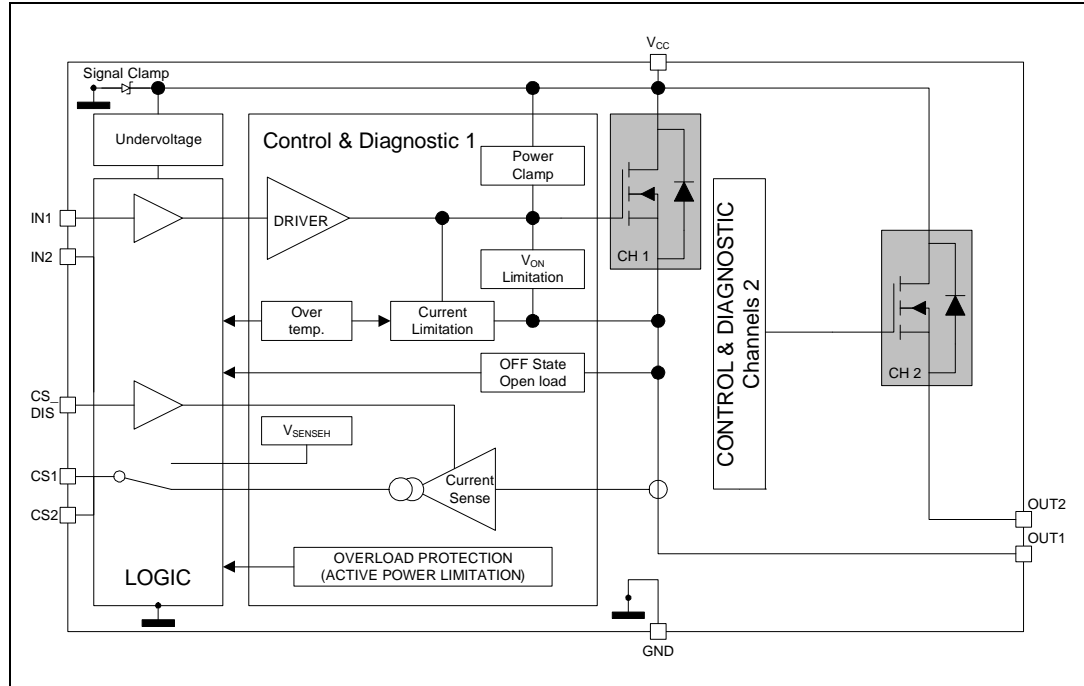 VCC
Signal Clamp
Undervoltage
Control & Diagnostic 1
Power
Clamp
IN1
DRIVER
IN2
VON
Limitation
CH 1
Over
temp.
Current
Limitation
CONTROL & DIAGNOSTIC
Channels 2
OFF State
Open load
CH 2
CS_
DIS
VSENSEH
CS1
Current
Sense
CS2
OUT2
OUT1
OVERLOAD PROTECTION
(ACTIVE POWER LIMITATION)
LOGIC
GND